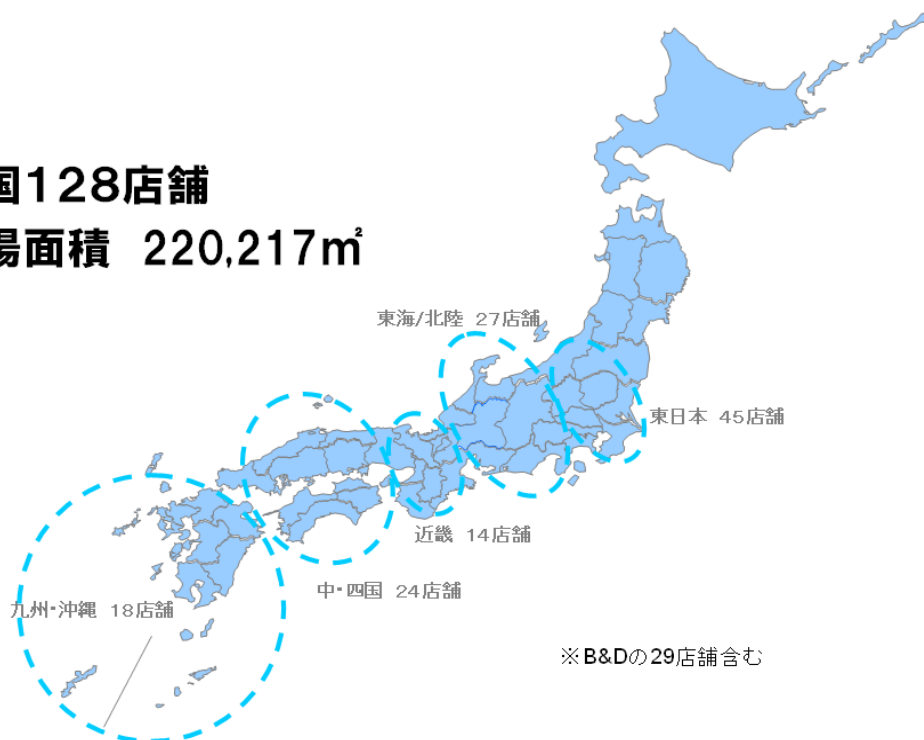 国128店舗
場面積 220,217㎡
東海/北陸 27店舗
東日本 45店舗
近畿 14店舗
中・四国 24店舗
九州・沖縄 18店舗
※B&Dの29店舗含む